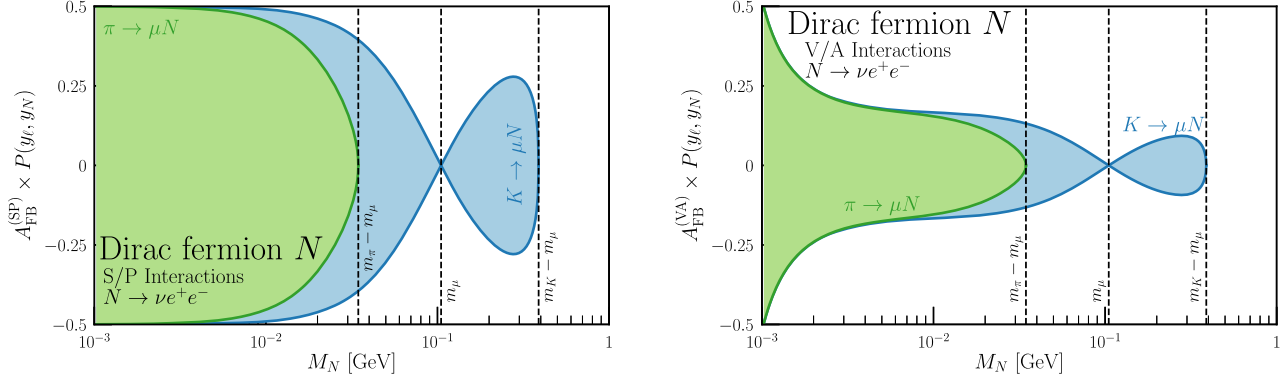 0.5
0.25
0
−0.25
−0.5
A_FB^(SP) × P(y_ℓ, y_N)
π → μN
K → μN
Dirac fermion N
S/P Interactions
N → νe⁺e⁻
m_π − m_μ
m_μ
m_K − m_μ
10⁻³
10⁻²
10⁻¹
1
M_N [GeV]
0.5
0.25
0
−0.25
−0.5
A_FB^(VA) × P(y_ℓ, y_N)
Dirac fermion N
V/A Interactions
N → νe⁺e⁻
K → μN
π → μN
m_π − m_μ
m_μ
m_K − m_μ
10⁻³
10⁻²
10⁻¹
1
M_N [GeV]